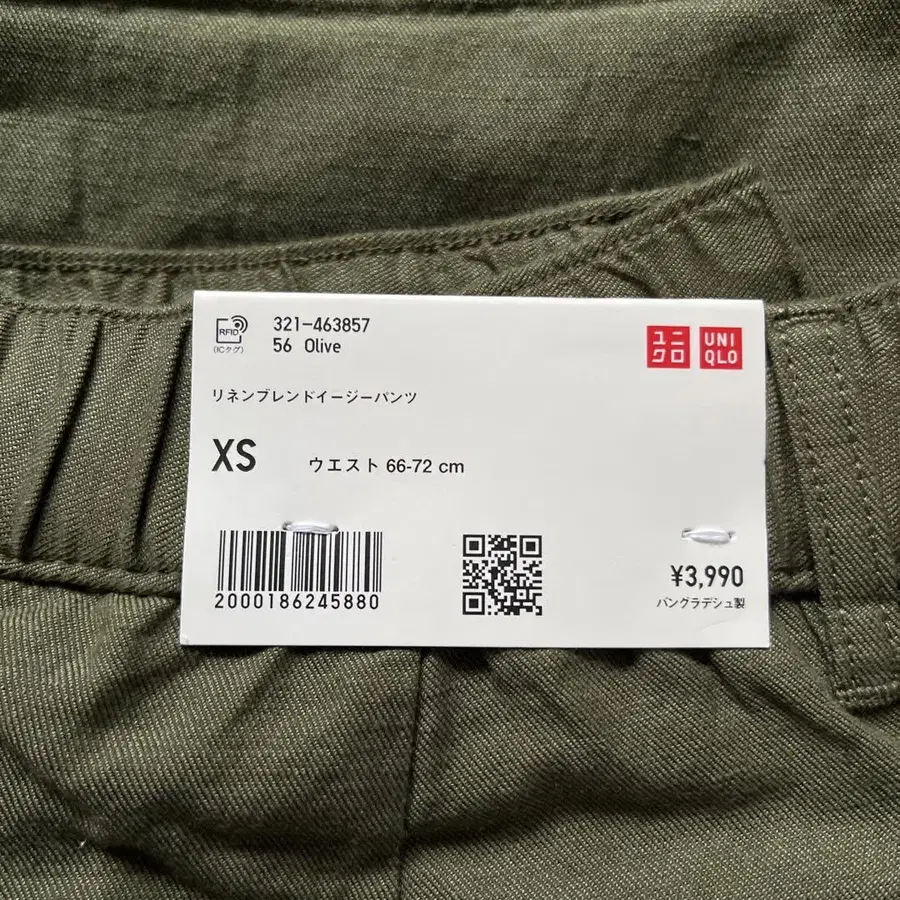 RFID
(ICタグ)
321-463857
56 Olive
ユニ
クロ
UNI
QLO
リネンブレンドイージーパンツ
XS
ウエスト 66-72 cm
2000186245880
¥3,990
バングラデシュ製